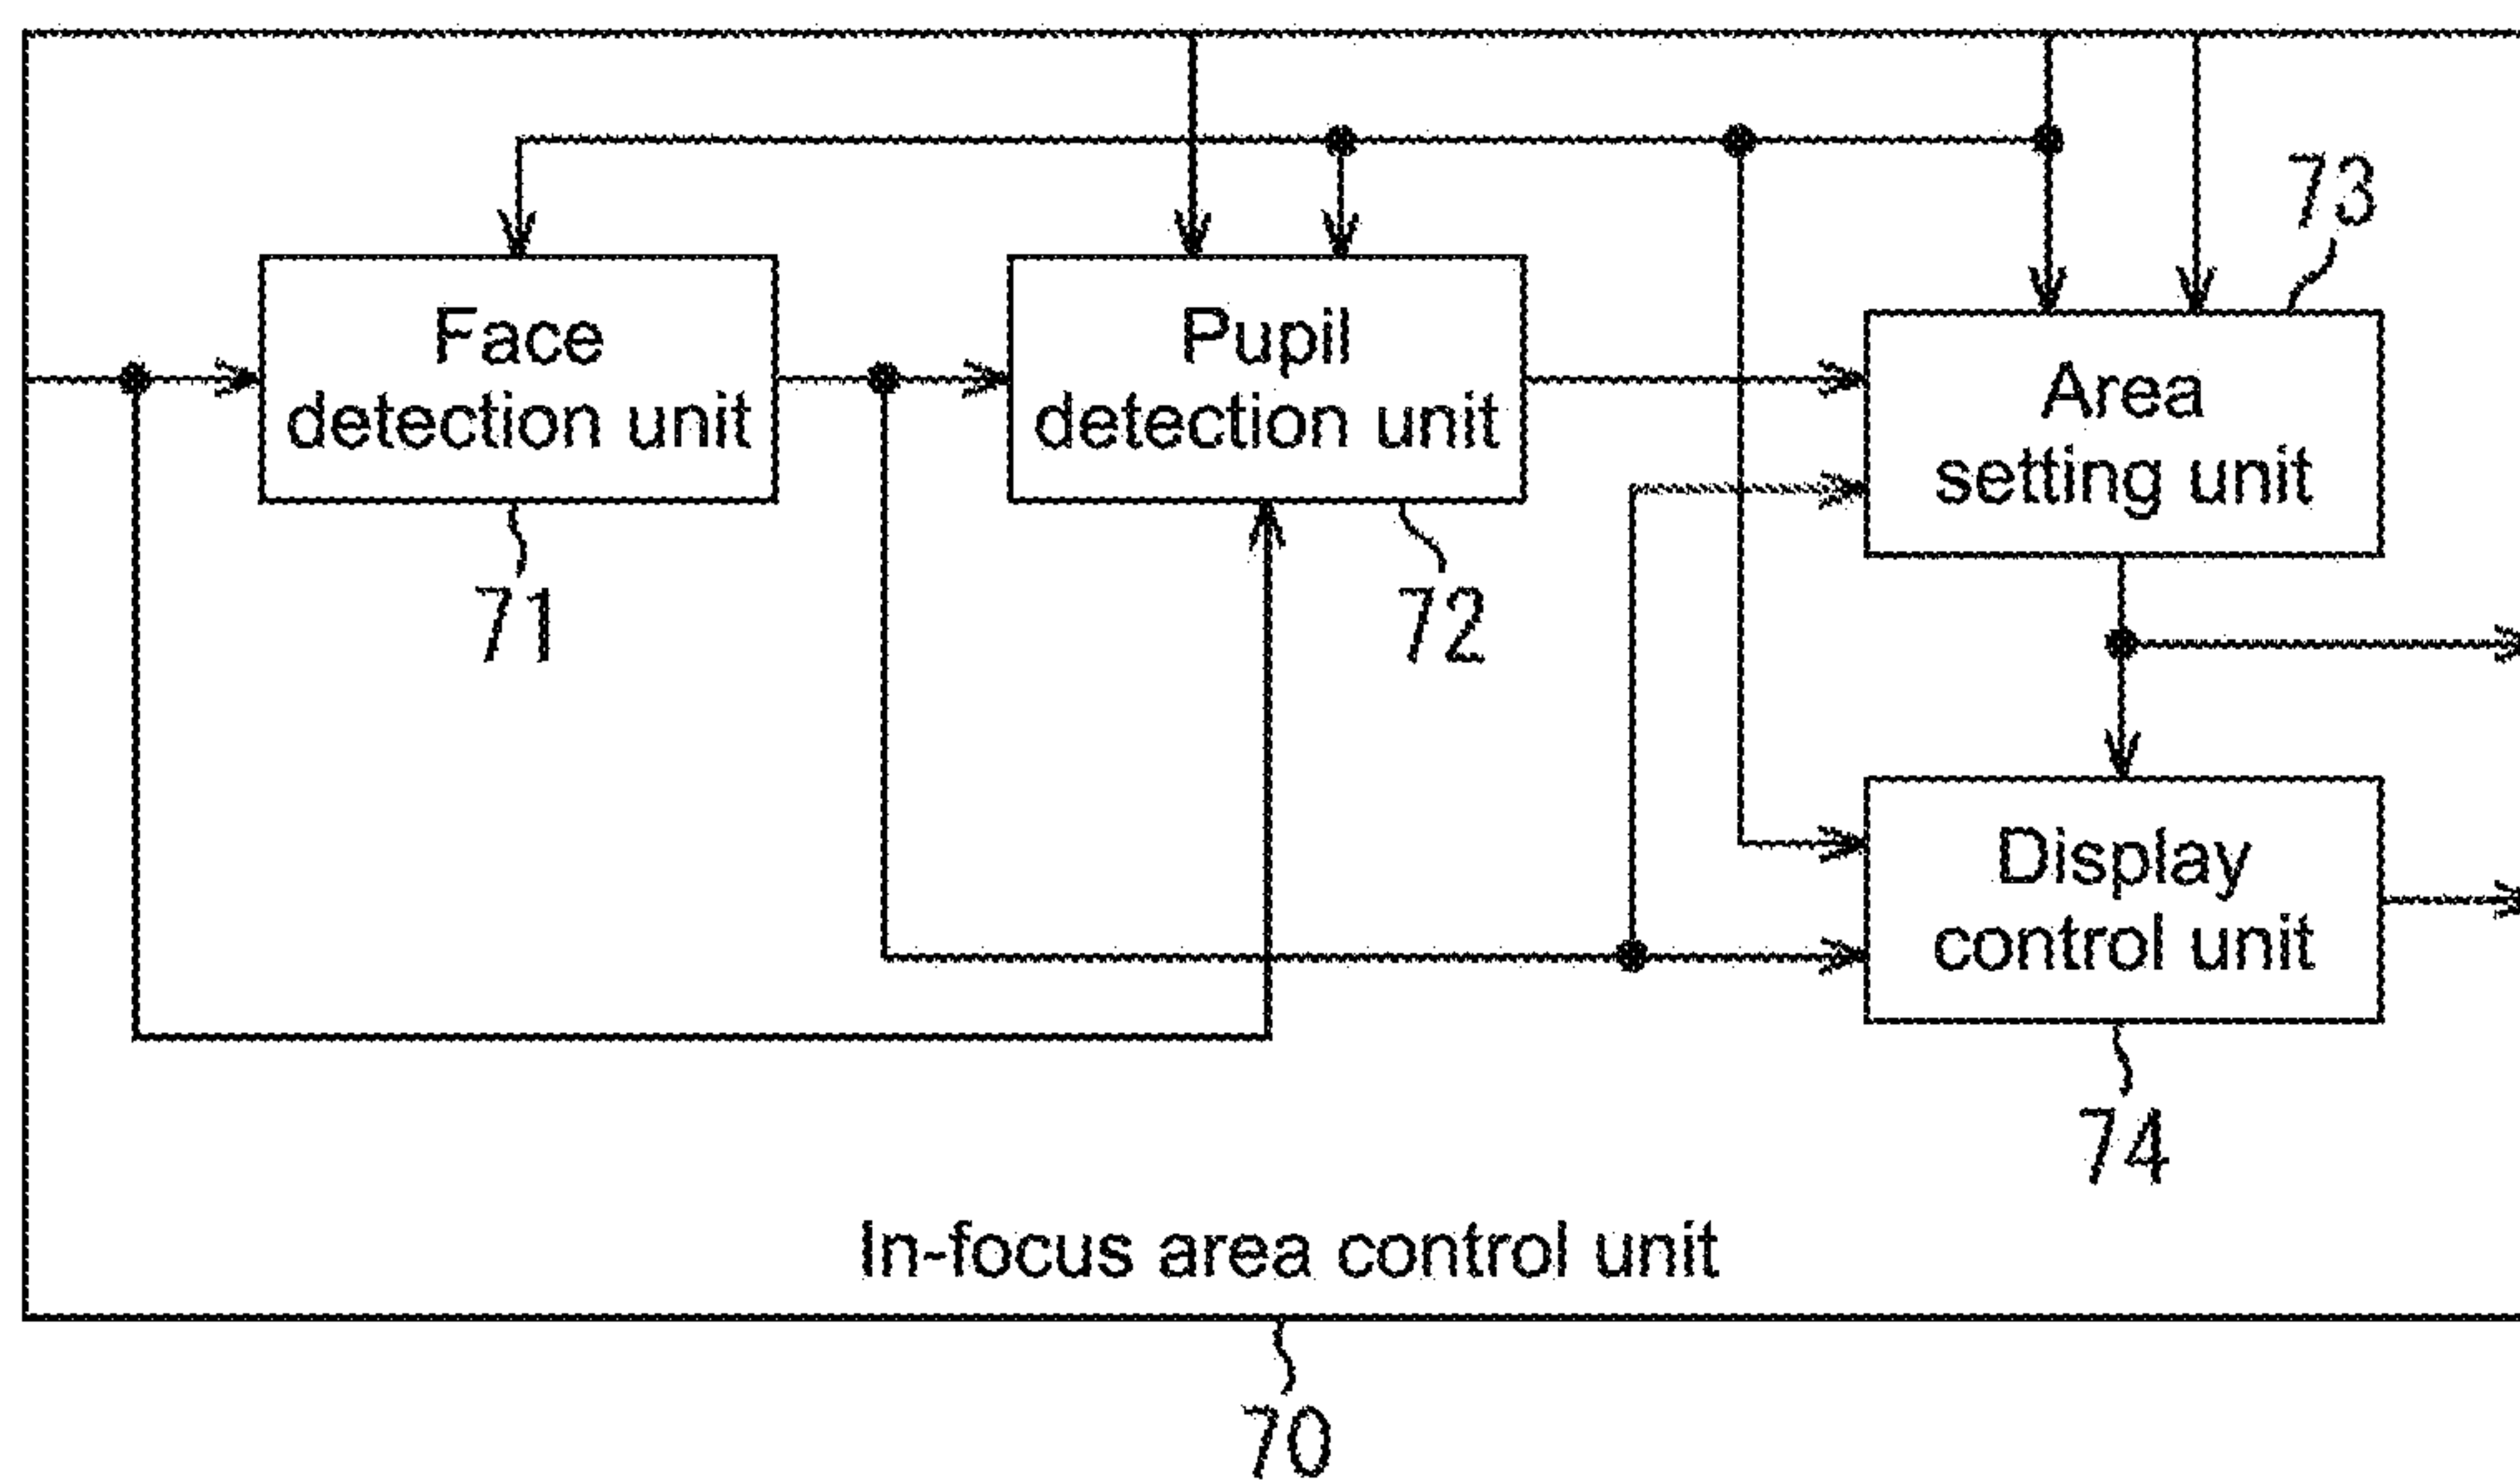 73
Face
detection unit
Pupil
detection unit
Area
setting unit
71
72
Display
control unit
74
In-focus area control unit
70